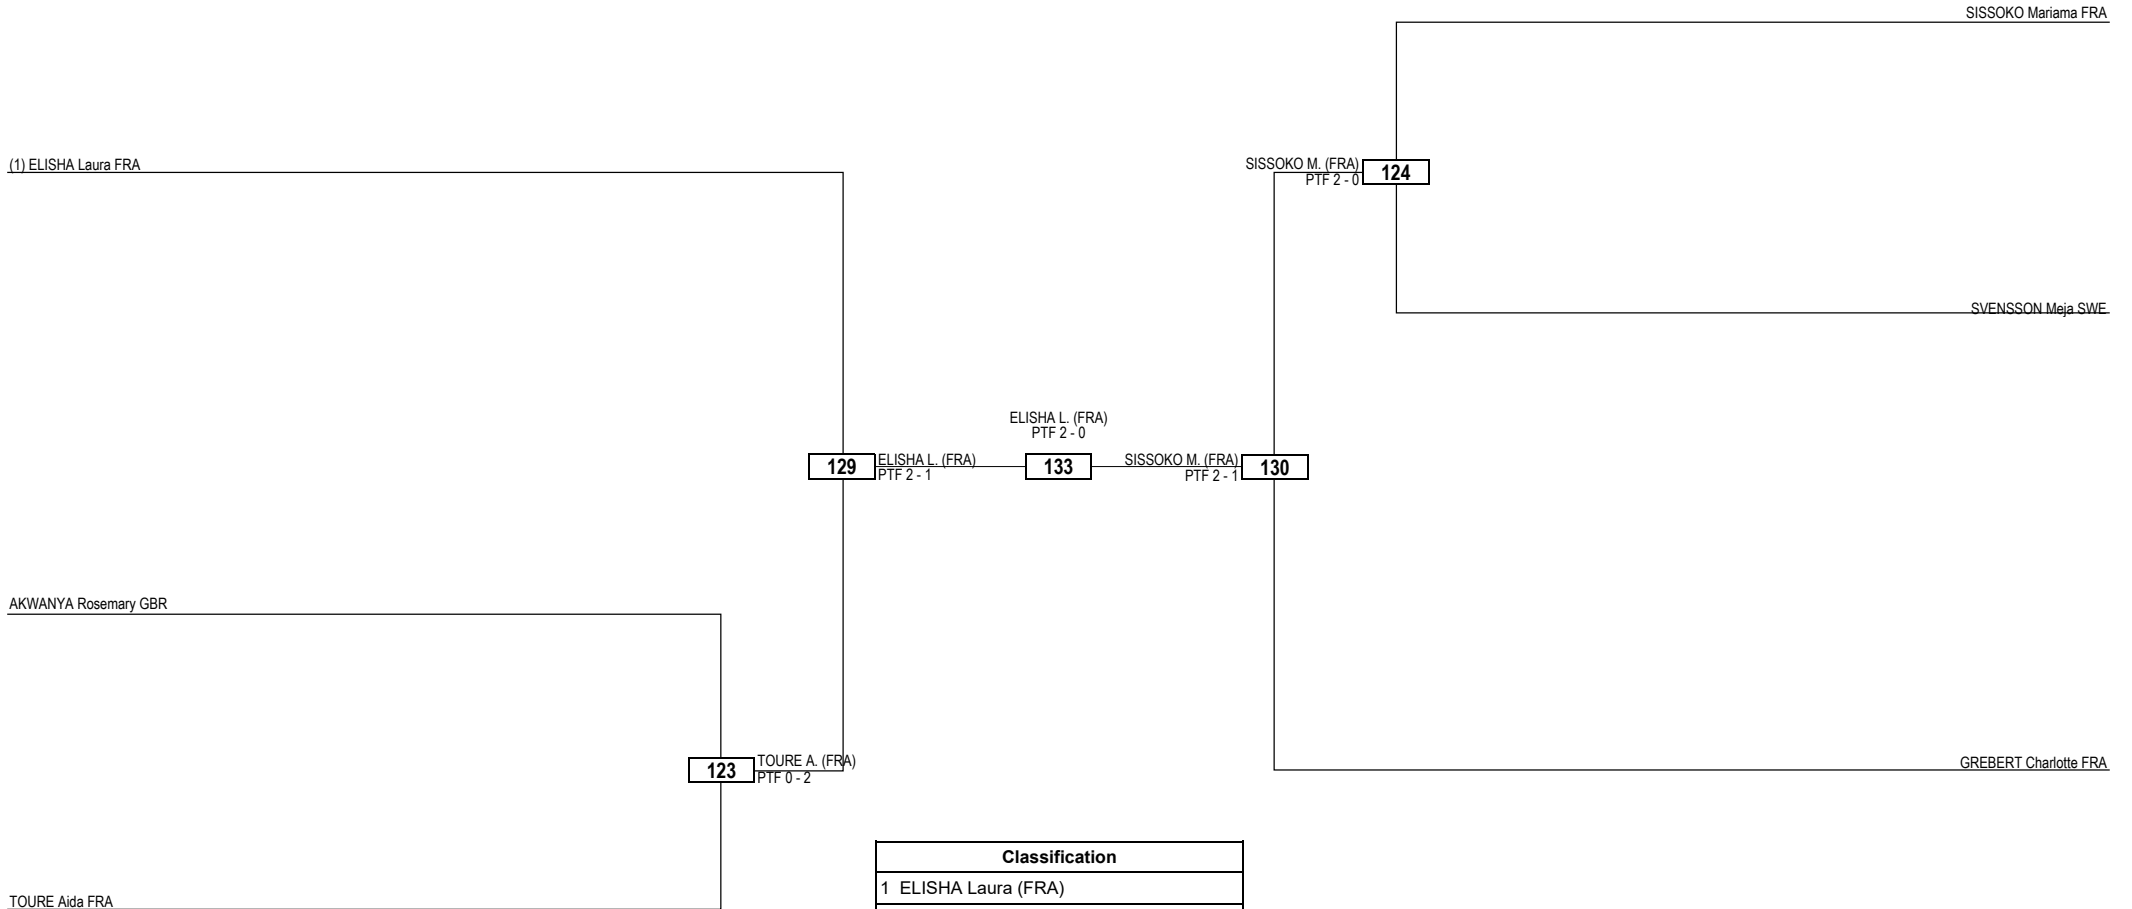 SISSOKO Mariama FRA
(1) ELISHA Laura FRA
SISSOKO M. (FRA)
PTF 2 - 0
124
SVENSSON Meja SWE
ELISHA L. (FRA)
PTF 2 - 0
129
ELISHA L. (FRA)
PTF 2 - 1
133
SISSOKO M. (FRA)
PTF 2 - 1
130
AKWANYA Rosemary GBR
123
TOURE A. (FRA)
PTF 0 - 2
GREBERT Charlotte FRA
Classification
1 ELISHA Laura (FRA)
TOURE Aida FRA